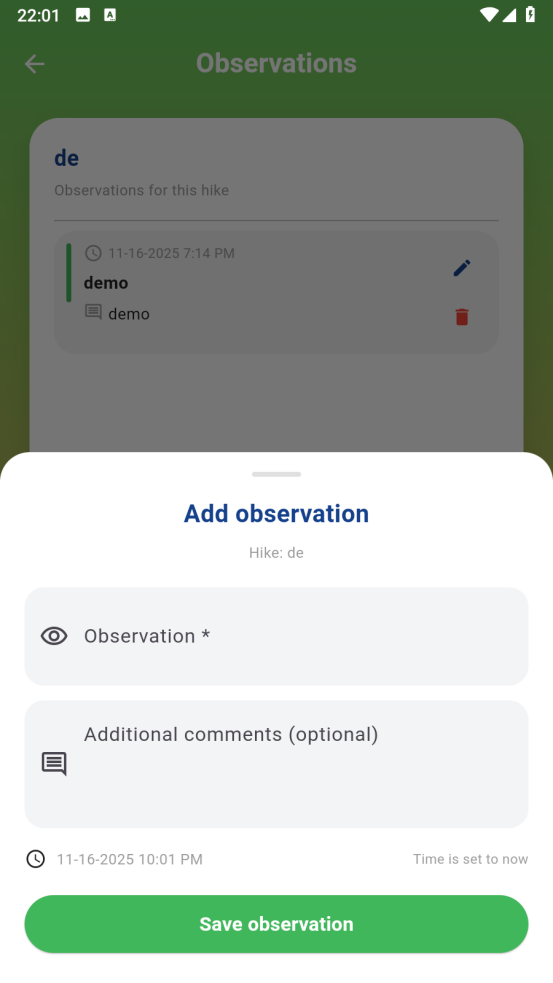 22:01
A
Observations
de
Observations for this hike
11-16-2025 7:14 PM
demo
demo
Add observation
Hike: de
Observation *
Additional comments (optional)
11-16-2025 10:01 PM
Time is set to now
Save observation